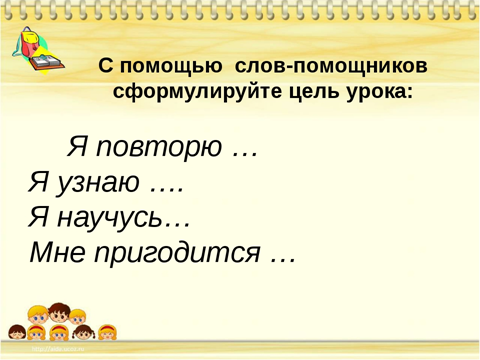 С помощью слов-помощников
сформулируйте цель урока:
Я повторю …
Я узнаю ….
Я научусь…
Мне пригодится …